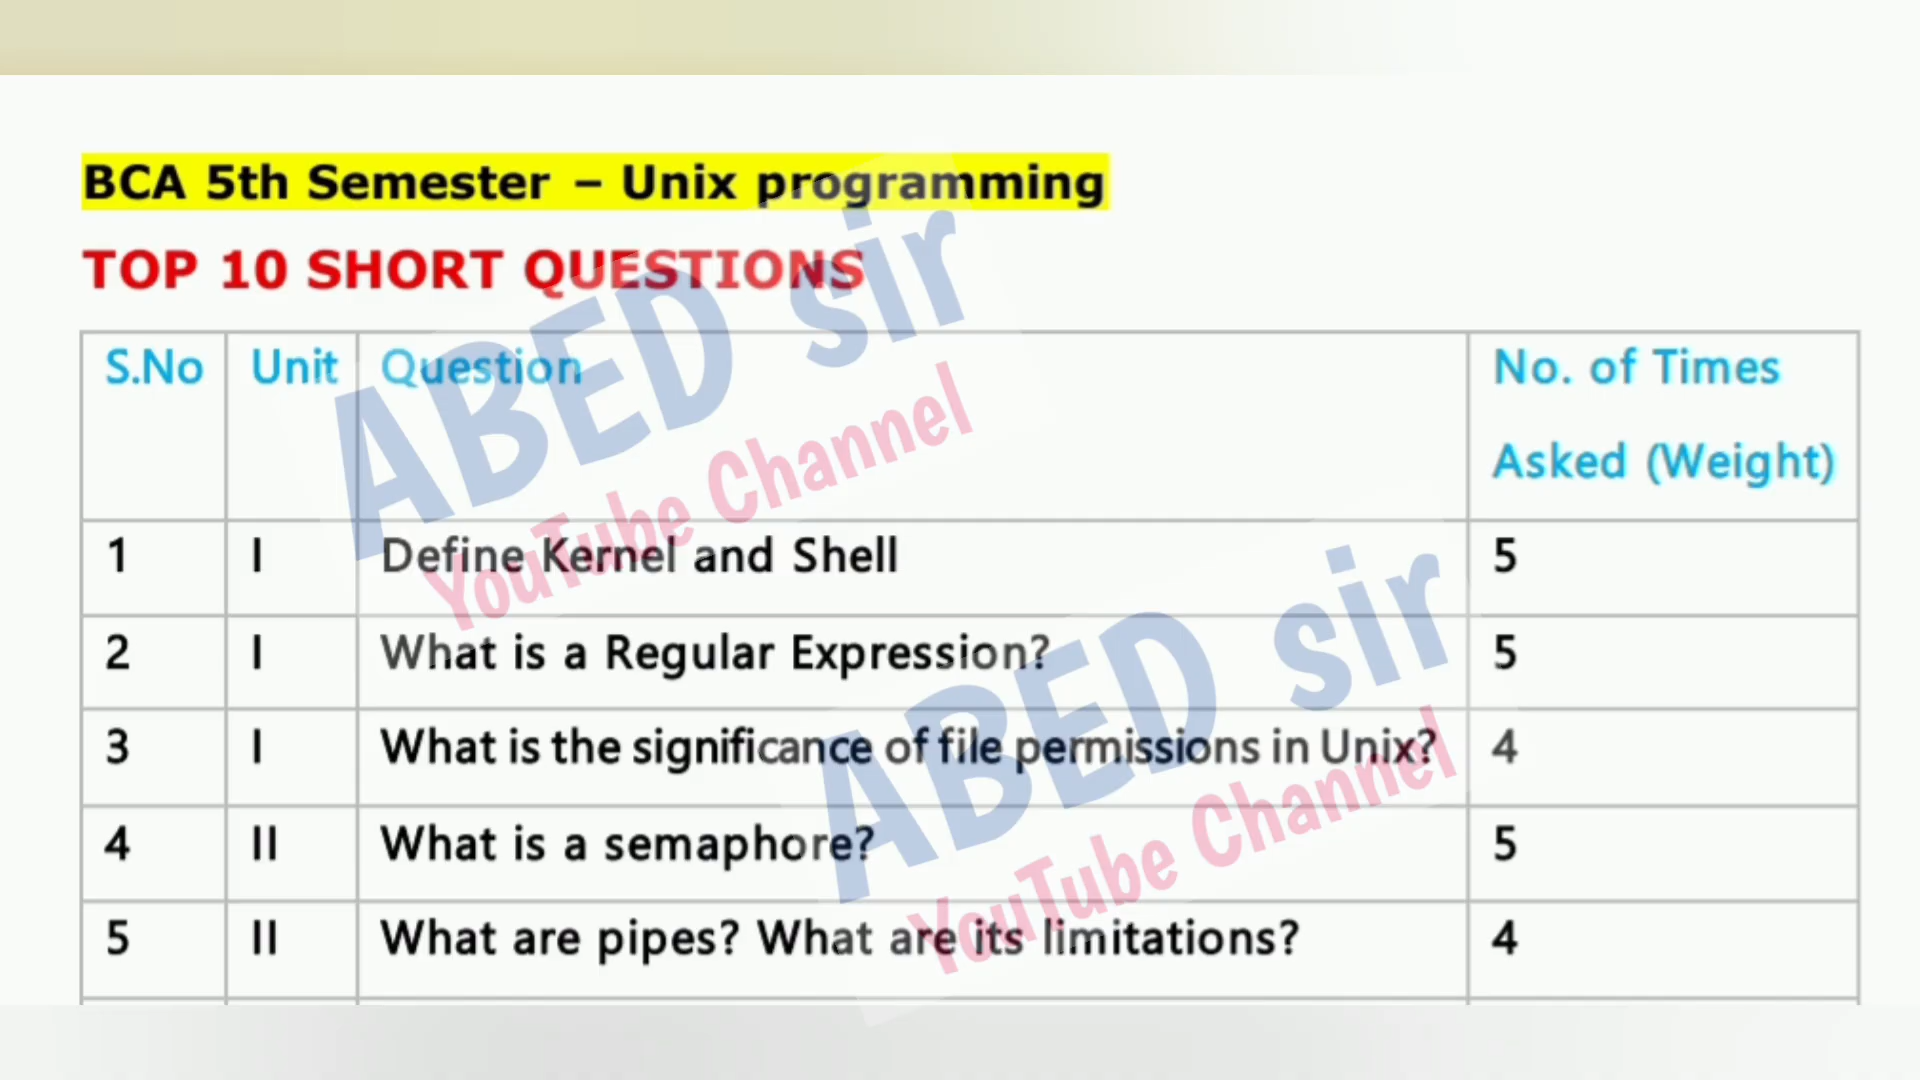 BCA 5th Semester – Unix programming
TOP 10 SHORT QUESTIONS
S.No Unit Question No. of Times
Asked (Weight)
1 I Define Kernel and Shell 5
2 I What is a Regular Expression? 5
3 I What is the significance of file permissions in Unix? 4
4 II What is a semaphore? 5
5 II What are pipes? What are its limitations? 4
ABED sir
YouTube Channel
ABED sir
YouTube Channel